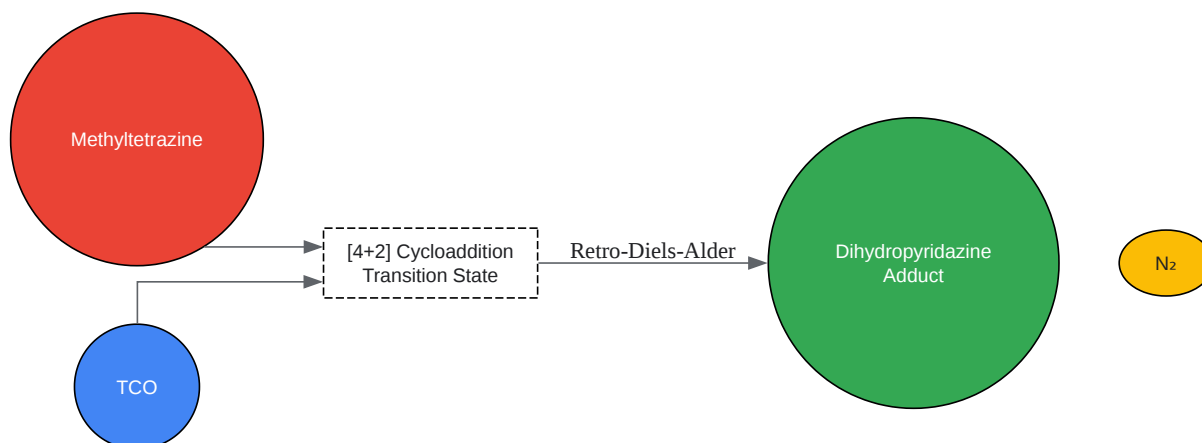 Methyltetrazine
[4+2] Cycloaddition
Transition State
Retro-Diels-Alder
Dihydropyridazine
Adduct
N₂
TCO